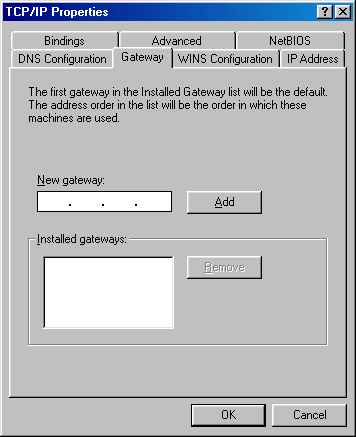 TCP/IP Properties
Bindings Advanced NetBIOS
DNS Configuration Gateway WINS Configuration IP Address
The first gateway in the Installed Gateway list will be the default.
The address order in the list will be the order in which these
machines are used.
New gateway:
. . .
Add
Installed gateways:
Remove
OK Cancel